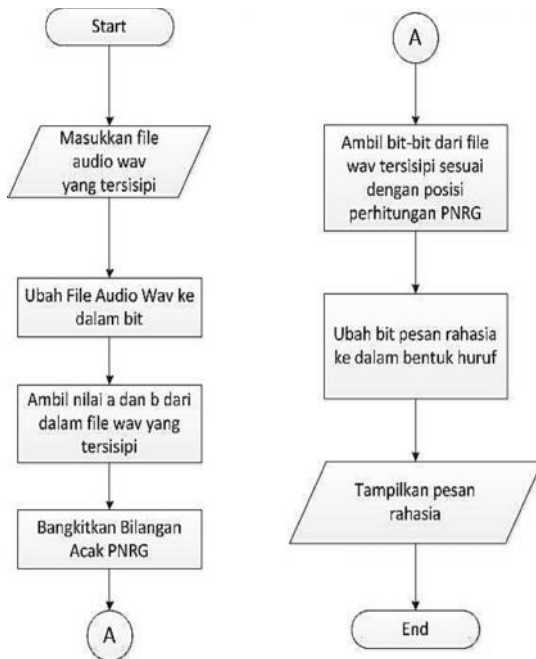 Start
Masukkan file
audio wav
yang tersisipi
Ubah File Audio Wav ke
dalam bit
Ambil nilai a dan b dari
dalam file wav yang
tersisipi
Bangkitkan Bilangan
Acak PNRG
A
A
Ambil bit-bit dari file
wav tersisipi sesuai
dengan posisi
perhitungan PNRG
Ubah bit pesan rahasia
ke dalam bentuk huruf
Tampilkan pesan
rahasia
End